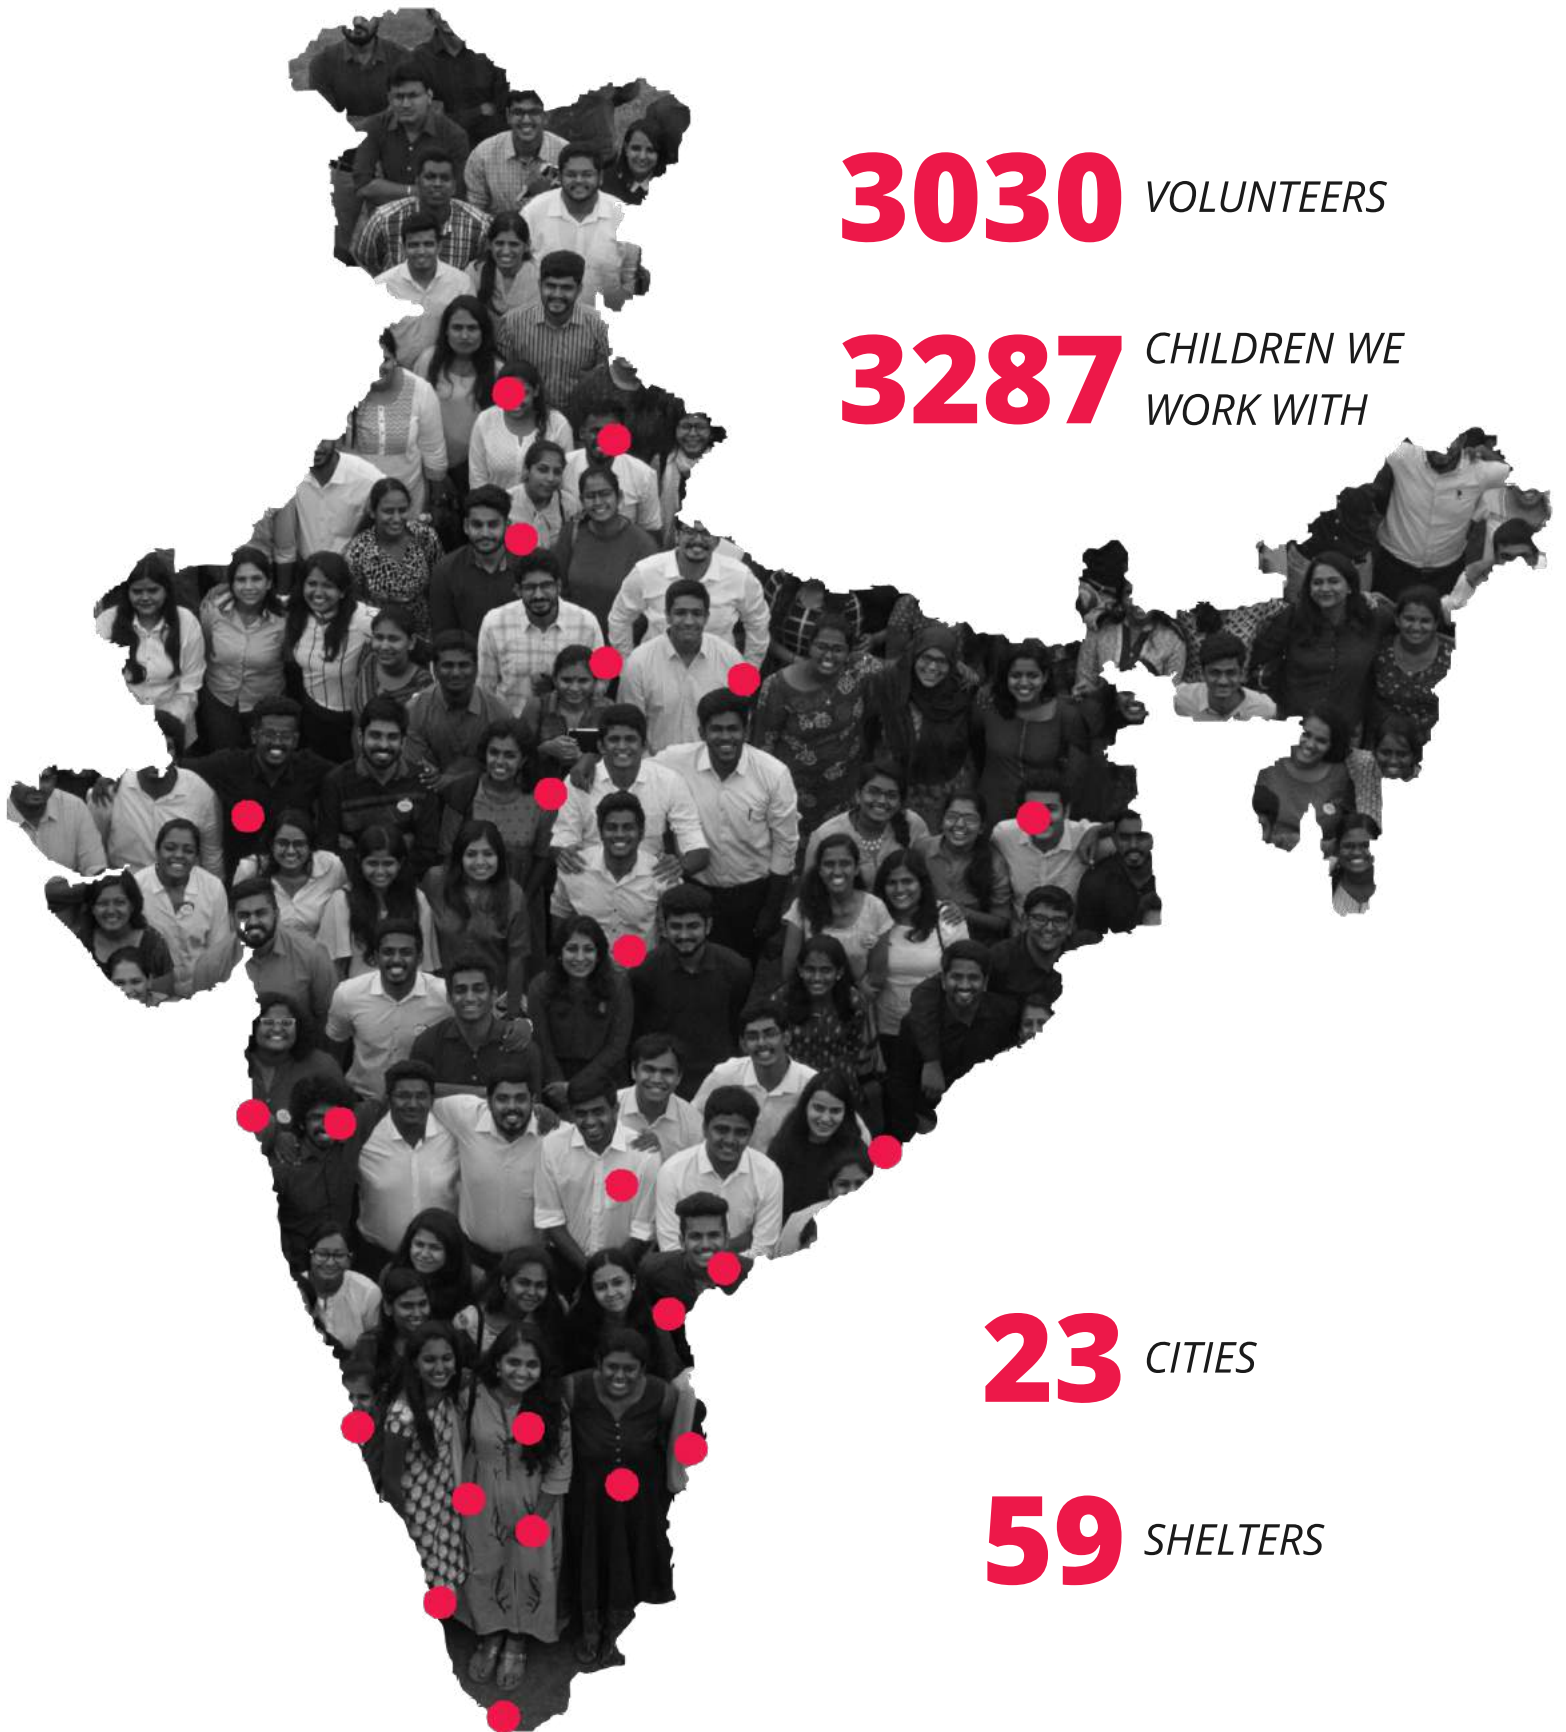 3030 VOLUNTEERS
3287 CHILDREN WE
WORK WITH
23 CITIES
59 SHELTERS